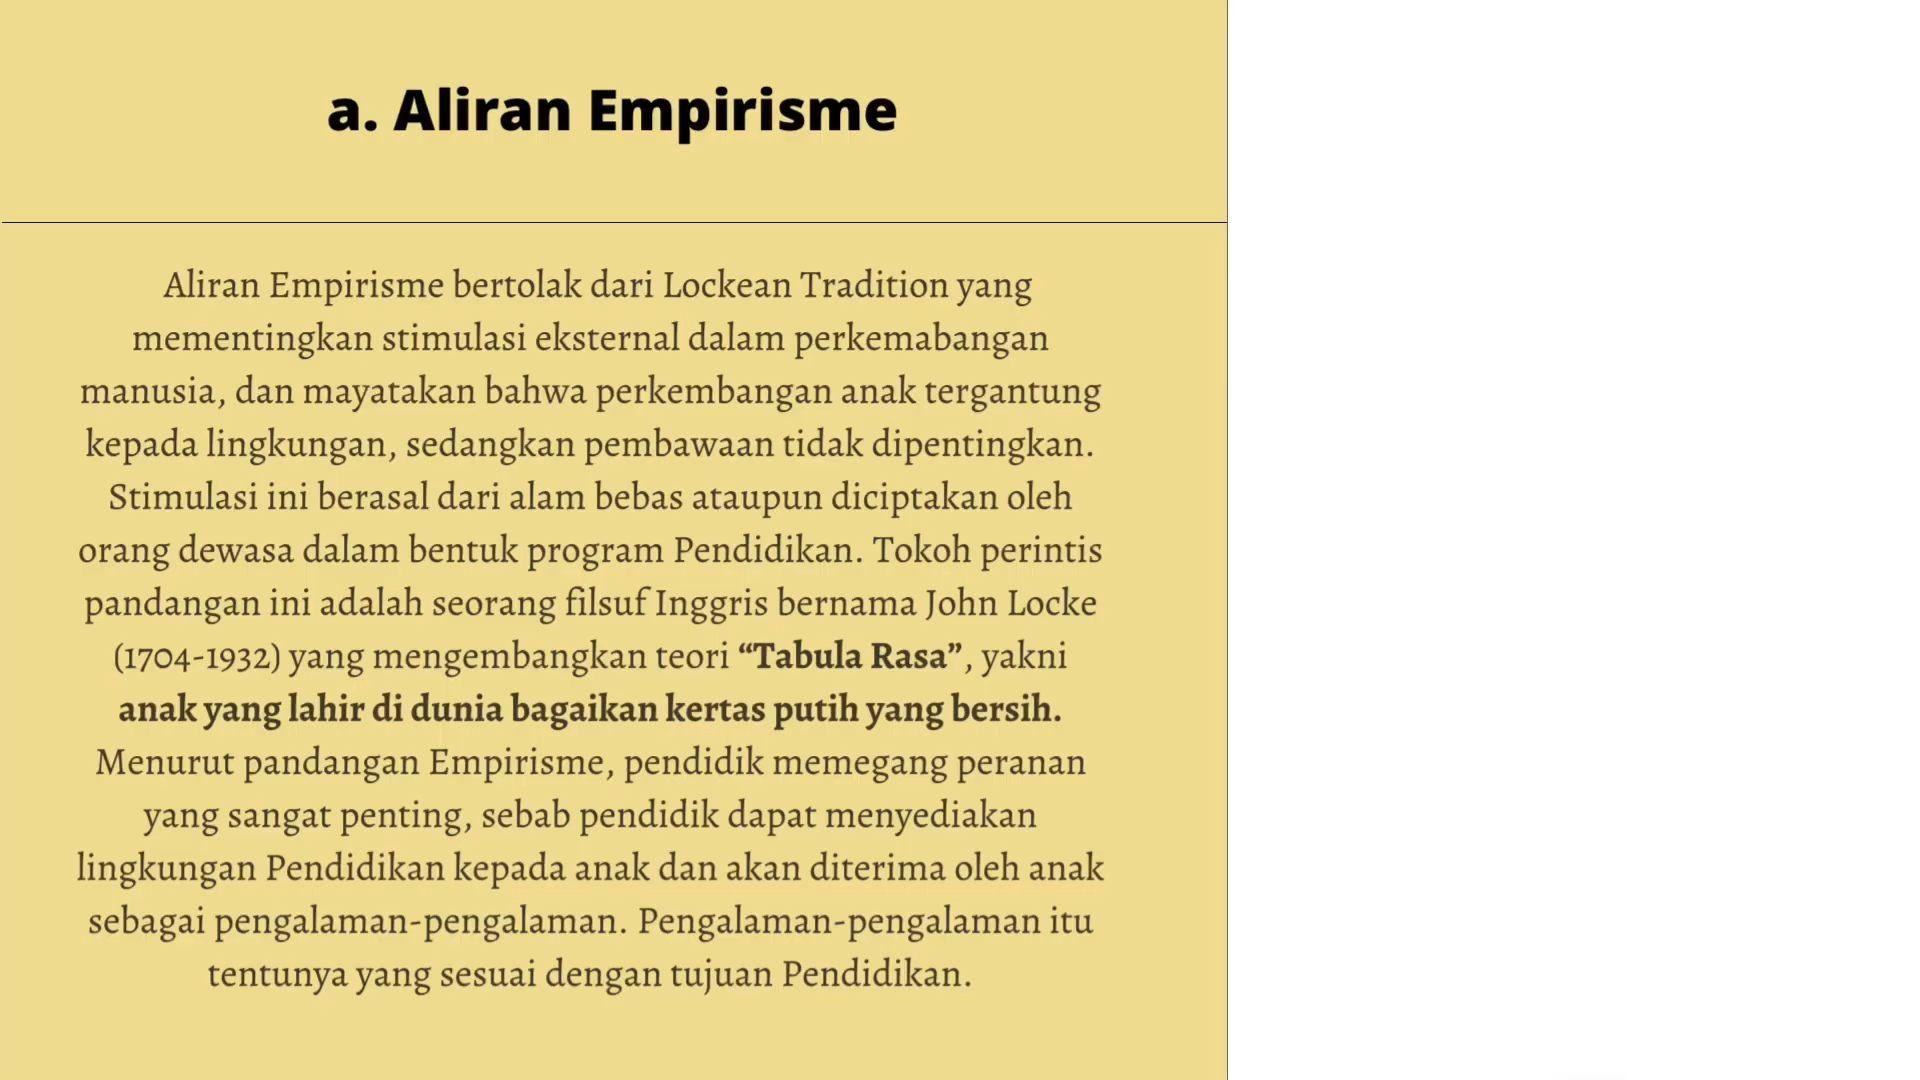 a. Aliran Empirisme
Aliran Empirisme bertolak dari Lockean Tradition yang
mementingkan stimulasi eksternal dalam perkemabangan
manusia, dan mayatakan bahwa perkembangan anak tergantung
kepada lingkungan, sedangkan pembawaan tidak dipentingkan.
Stimulasi ini berasal dari alam bebas ataupun diciptakan oleh
orang dewasa dalam bentuk program Pendidikan. Tokoh perintis
pandangan ini adalah seorang filsuf Inggris bernama John Locke
(1704-1932) yang mengembangkan teori “Tabula Rasa”, yakni
anak yang lahir di dunia bagaikan kertas putih yang bersih.
Menurut pandangan Empirisme, pendidik memegang peranan
yang sangat penting, sebab pendidik dapat menyediakan
lingkungan Pendidikan kepada anak dan akan diterima oleh anak
sebagai pengalaman-pengalaman. Pengalaman-pengalaman itu
tentunya yang sesuai dengan tujuan Pendidikan.